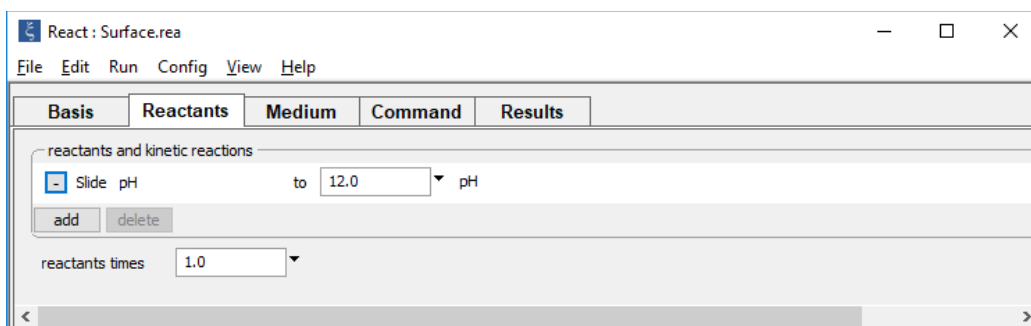 React : Surface.rea
File Edit Run Config View Help
Basis Reactants Medium Command Results
reactants and kinetic reactions
- Slide pH to 12.0 pH
add delete
reactants times 1.0